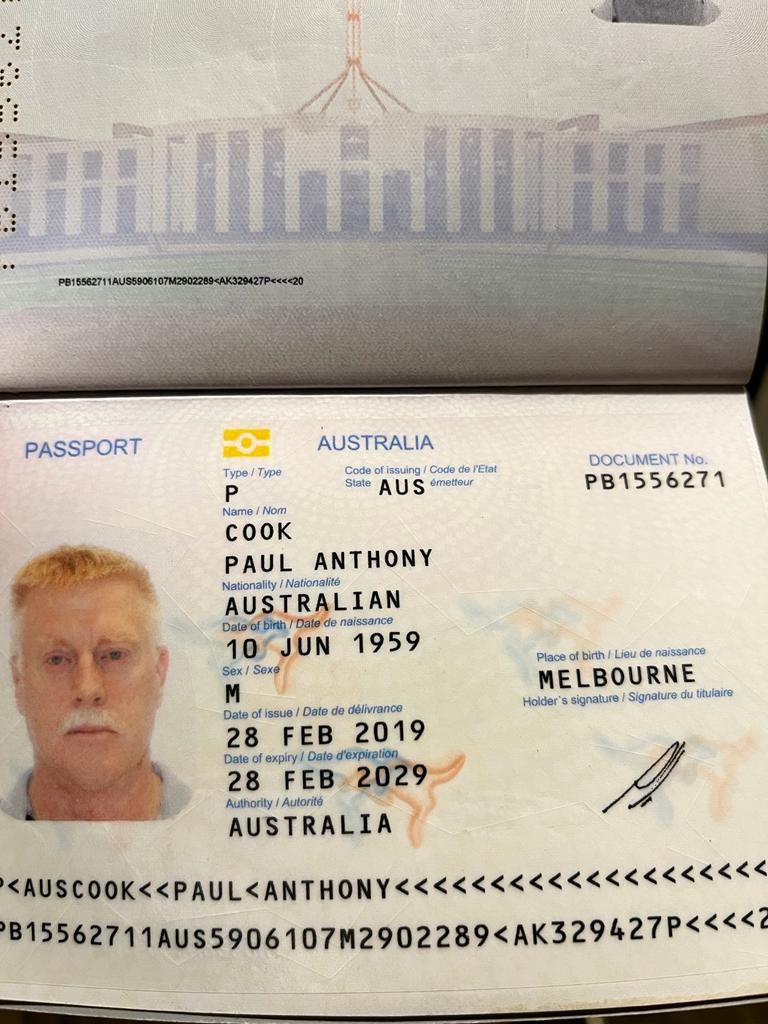 PB15562711AUS5906107M2902289<AK329427P<<<<20
PASSPORT
AUSTRALIA
DOCUMENT No.
PB1556271
Type / Type
P
Code of issuing / Code de l'Etat
State AUS émetteur
Name / Nom
COOK
PAUL ANTHONY
Nationality / Nationalité
AUSTRALIAN
Date of birth / Date de naissance
10 JUN 1959
Sex / Sexe
M
Place of birth / Lieu de naissance
MELBOURNE
Holder's signature / Signature du titulaire
Date of issue / Date de délivrance
28 FEB 2019
Date of expiry / Date d'expiration
28 FEB 2029
Authority / Autorité
AUSTRALIA
P<AUSCOOK<<PAUL<ANTHONY<<<<<<<<<<<<<<<<<<<<
PB15562711AUS5906107M2902289<AK329427P<<<<2